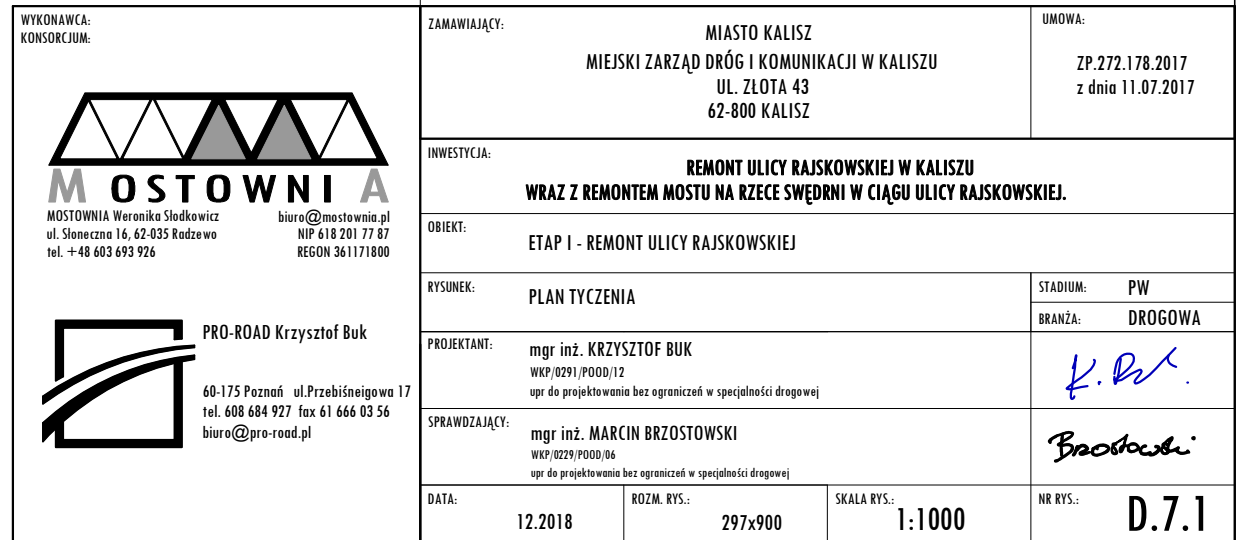 WYKONAWCA:
KONSORCJUM:
MOSTOWNIA
MOSTOWNIA Weronika Słodkowicz
ul. Słoneczna 16, 62-035 Radzewo
tel. +48 603 693 926
biuro@mostownia.pl
NIP 618 201 77 87
REGON 361171800
PRO-ROAD Krzysztof Buk
60-175 Poznań ul.Przebiśneigowa 17
tel. 608 684 927 fax 61 666 03 56
biuro@pro-road.pl
ZAMAWIAJĄCY:
MIASTO KALISZ
MIEJSKI ZARZĄD DRÓG I KOMUNIKACJI W KALISZU
UL. ZŁOTA 43
62-800 KALISZ
UMOWA:
ZP.272.178.2017
z dnia 11.07.2017
INWESTYCJA:
REMONT ULICY RAJSKOWSKIEJ W KALISZU
WRAZ Z REMONTEM MOSTU NA RZECE SWĘDRNI W CIĄGU ULICY RAJSKOWSKIEJ.
OBIEKT:
ETAP I - REMONT ULICY RAJSKOWSKIEJ
RYSUNEK:
PLAN TYCZENIA
STADIUM: PW
BRANŻA: DROGOWA
PROJEKTANT:
mgr inż. KRZYSZTOF BUK
WKP/0291/POOD/12
upr do projektowania bez ograniczeń w specjalności drogowej
SPRAWDZAJĄCY:
mgr inż. MARCIN BRZOSTOWSKI
WKP/0229/POOD/06
upr do projektowania bez ograniczeń w specjalności drogowej
Brzostowski
DATA:
12.2018
ROZM. RYS.:
297x900
SKALA RYS.:
1:1000
NR RYS.:
D.7.1